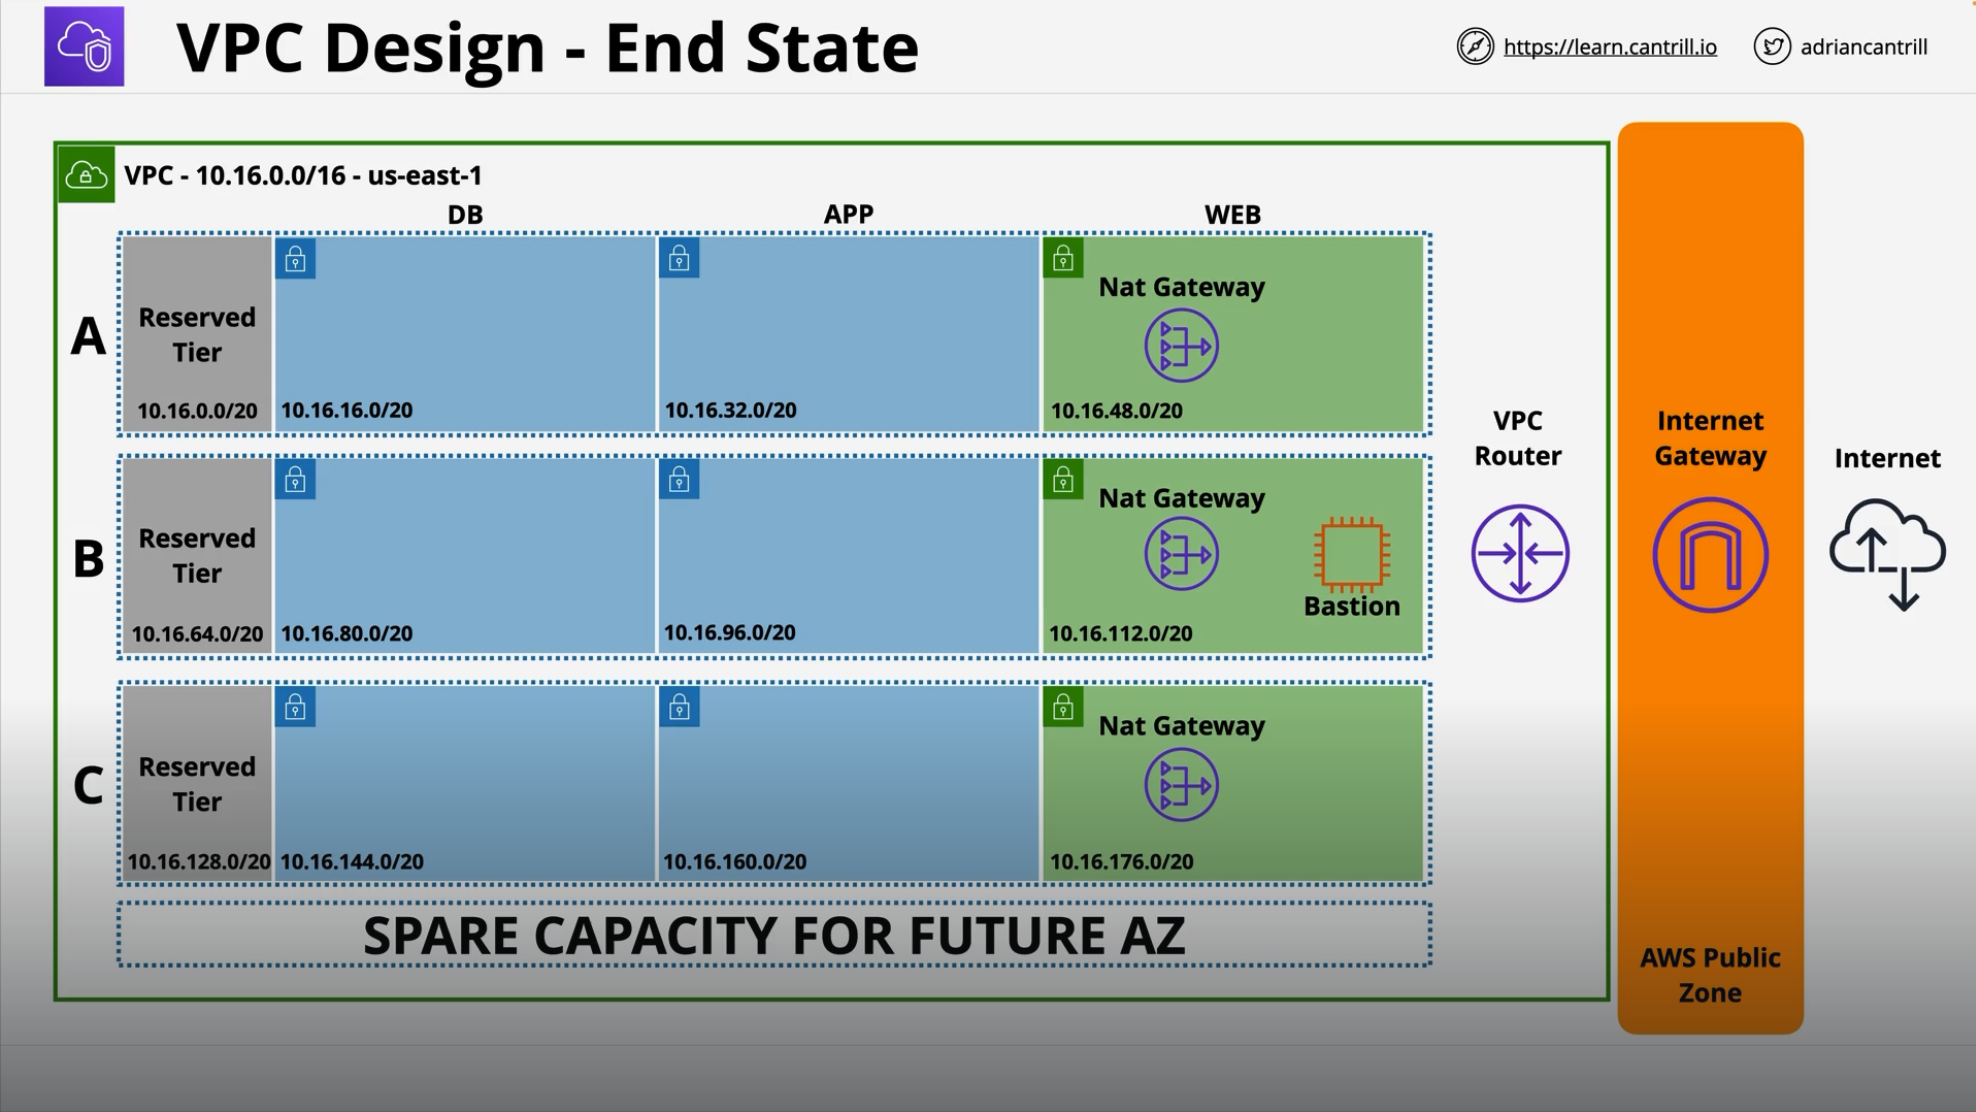 VPC Design - End State
https://learn.cantrill.io
adriancantrill
VPC - 10.16.0.0/16 - us-east-1
DB
APP
WEB
A
Reserved
Tier
10.16.0.0/20
10.16.16.0/20
10.16.32.0/20
Nat Gateway
10.16.48.0/20
B
Reserved
Tier
10.16.64.0/20
10.16.80.0/20
10.16.96.0/20
Nat Gateway
Bastion
10.16.112.0/20
C
Reserved
Tier
10.16.128.0/20
10.16.144.0/20
10.16.160.0/20
Nat Gateway
10.16.176.0/20
SPARE CAPACITY FOR FUTURE AZ
VPC
Router
Internet
Gateway
AWS Public
Zone
Internet